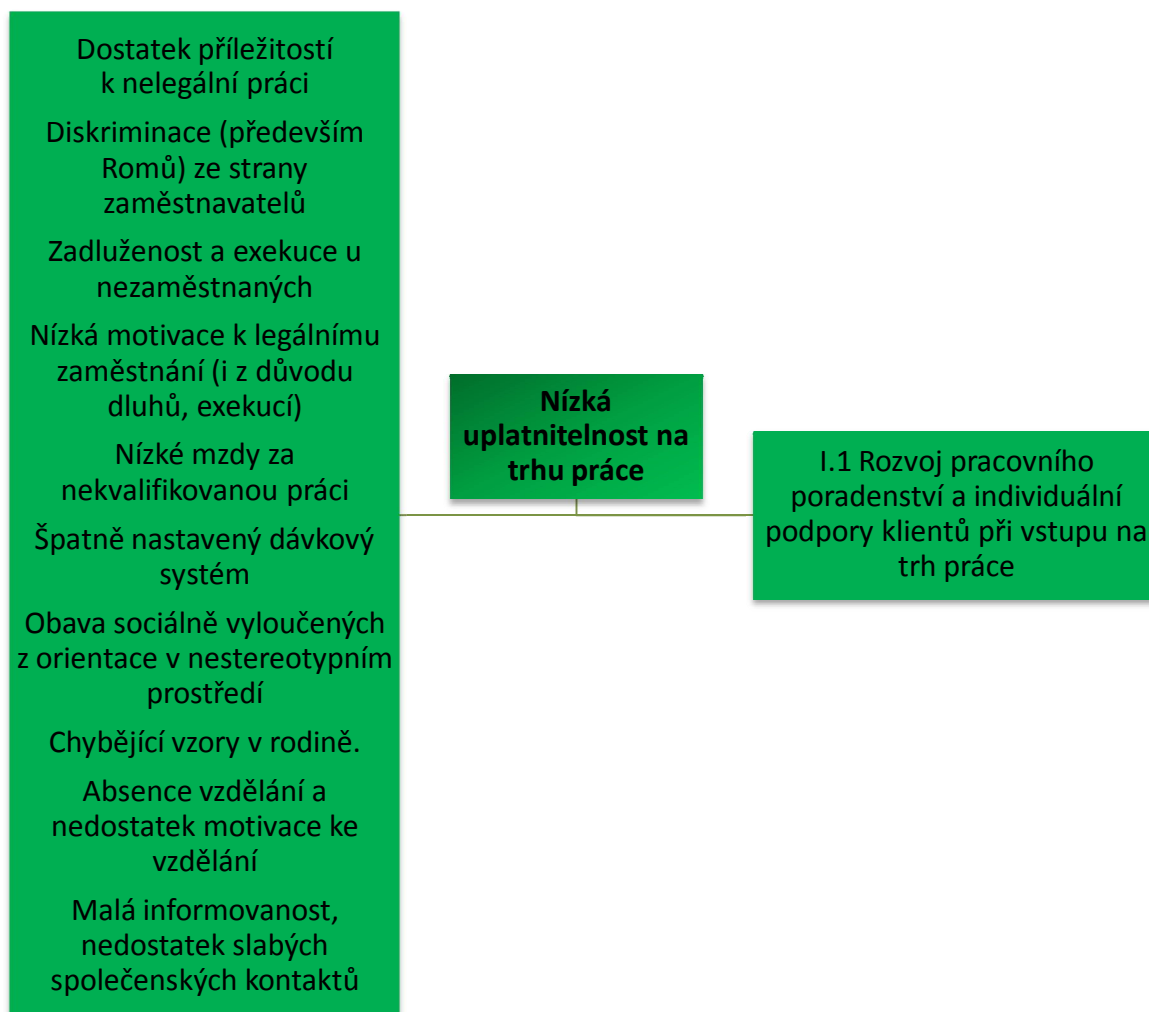 Dostatek příležitostí
k nelegální práci
Diskriminace (především
Romů) ze strany
zaměstnavatelů
Zadluženost a exekuce u
nezaměstnaných
Nízká motivace k legálnímu
zaměstnání (i z důvodu
dluhů, exekucí)
Nízké mzdy za
nekvalifikovanou práci
Špatně nastavený dávkový
systém
Obava sociálně vyloučených
z orientace v nestereotypním
prostředí
Chybějící vzory v rodině.
Absence vzdělání a
nedostatek motivace ke
vzdělání
Malá informovanost,
nedostatek slabých
společenských kontaktů
Nízká
uplatnitelnost na
trhu práce
I.1 Rozvoj pracovního
poradenství a individuální
podpory klientů při vstupu na
trh práce